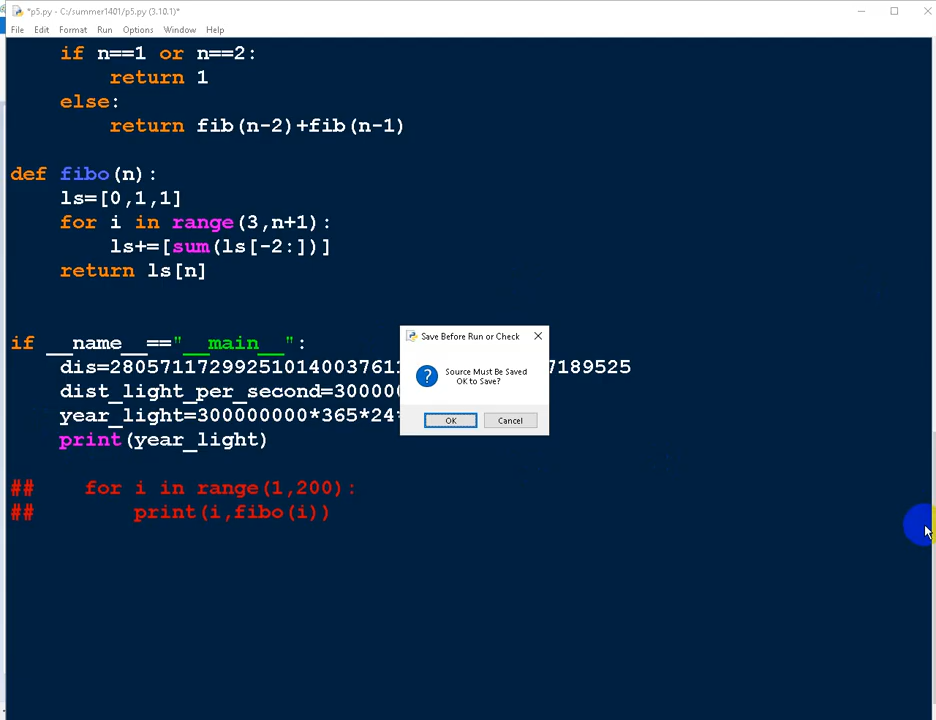 *p5.py - C:/summer1401/p5.py (3.10.1)*
File Edit Format Run Options Window Help
if n==1 or n==2:
return 1
else:
return fib(n-2)+fib(n-1)
def fibo(n):
ls=[0,1,1]
for i in range(3,n+1):
ls+=[sum(ls[-2:])]
return ls[n]
if __name__=="__main__":
dis=280571172992510140037611 7189525
dist_light_per_second=300000
year_light=300000000*365*24
print(year_light)
## for i in range(1,200):
## print(i,fibo(i))
Save Before Run or Check
Source Must Be Saved
OK to Save?
OK Cancel